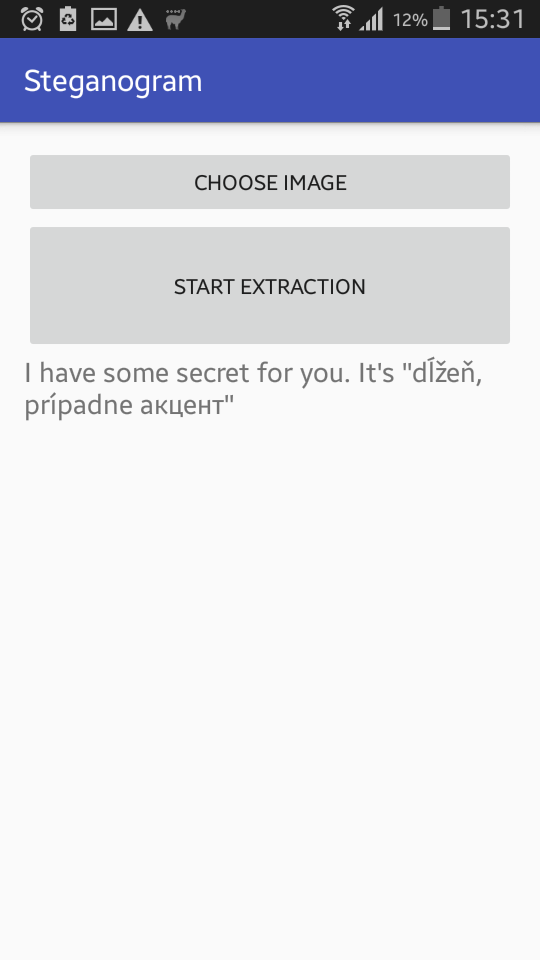 12% 15:31
Steganogram
CHOOSE IMAGE
START EXTRACTION
I have some secret for you. It's "dĺžeň,
prípadne акцент"